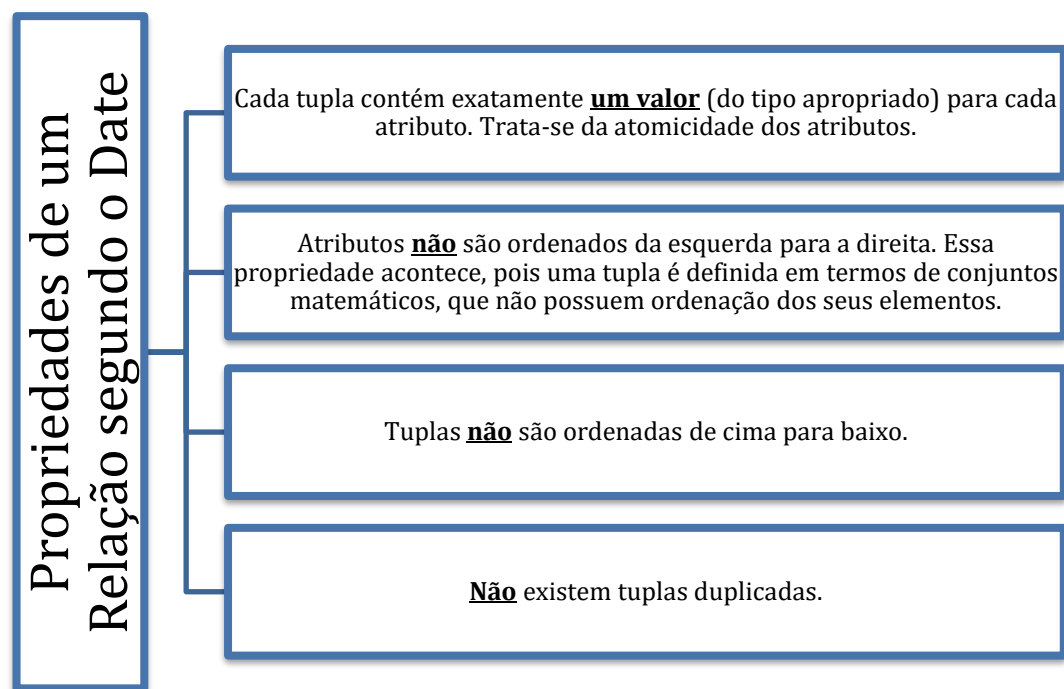 Propriedades de um
Relação segundo o Date
Cada tupla contém exatamente um valor (do tipo apropriado) para cada
atributo. Trata-se da atomicidade dos atributos.
Atributos não são ordenados da esquerda para a direita. Essa
propriedade acontece, pois uma tupla é definida em termos de conjuntos
matemáticos, que não possuem ordenação dos seus elementos.
Tuplas não são ordenadas de cima para baixo.
Não existem tuplas duplicadas.